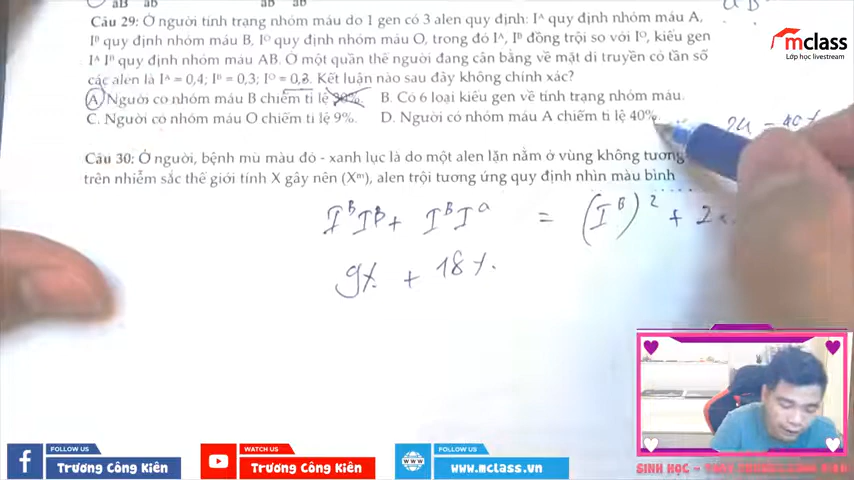 aB ab ab ab
Câu 29: Ở người tính trạng nhóm máu do 1 gen có 3 alen quy định: Iᴬ quy định nhóm máu A,
Iᴮ quy định nhóm máu B, Iᴼ quy định nhóm máu O, trong đó Iᴬ, Iᴮ đồng trội so với Iᴼ, kiểu gen
Iᴬ Iᴮ quy định nhóm máu AB. Ở một quần thể người đang cân bằng về mặt di truyền có tần số
các alen là Iᴬ = 0,4; Iᴮ = 0,3; Iᴼ = 0,3. Kết luận nào sau đây không chính xác?
A. Người có nhóm máu B chiếm tỉ lệ 30%. B. Có 6 loại kiểu gen về tính trạng nhóm máu.
C. Người có nhóm máu O chiếm tỉ lệ 9%. D. Người có nhóm máu A chiếm tỉ lệ 40%.
Câu 30: Ở người, bệnh mù màu đỏ - xanh lục là do một alen lặn nằm ở vùng không tương
trên nhiễm sắc thể giới tính X gây nên (Xᵐ), alen trội tương ứng quy định nhìn màu bình
IᴮIᴮ + IᴮIᵃ = (Iᴮ)² + 2
9% + 18%.
mclass
Lớp học livestream
FOLLOW US
Trương Công Kiên
WATCH US
Trương Công Kiên
FOLLOW US
www.mclass.vn